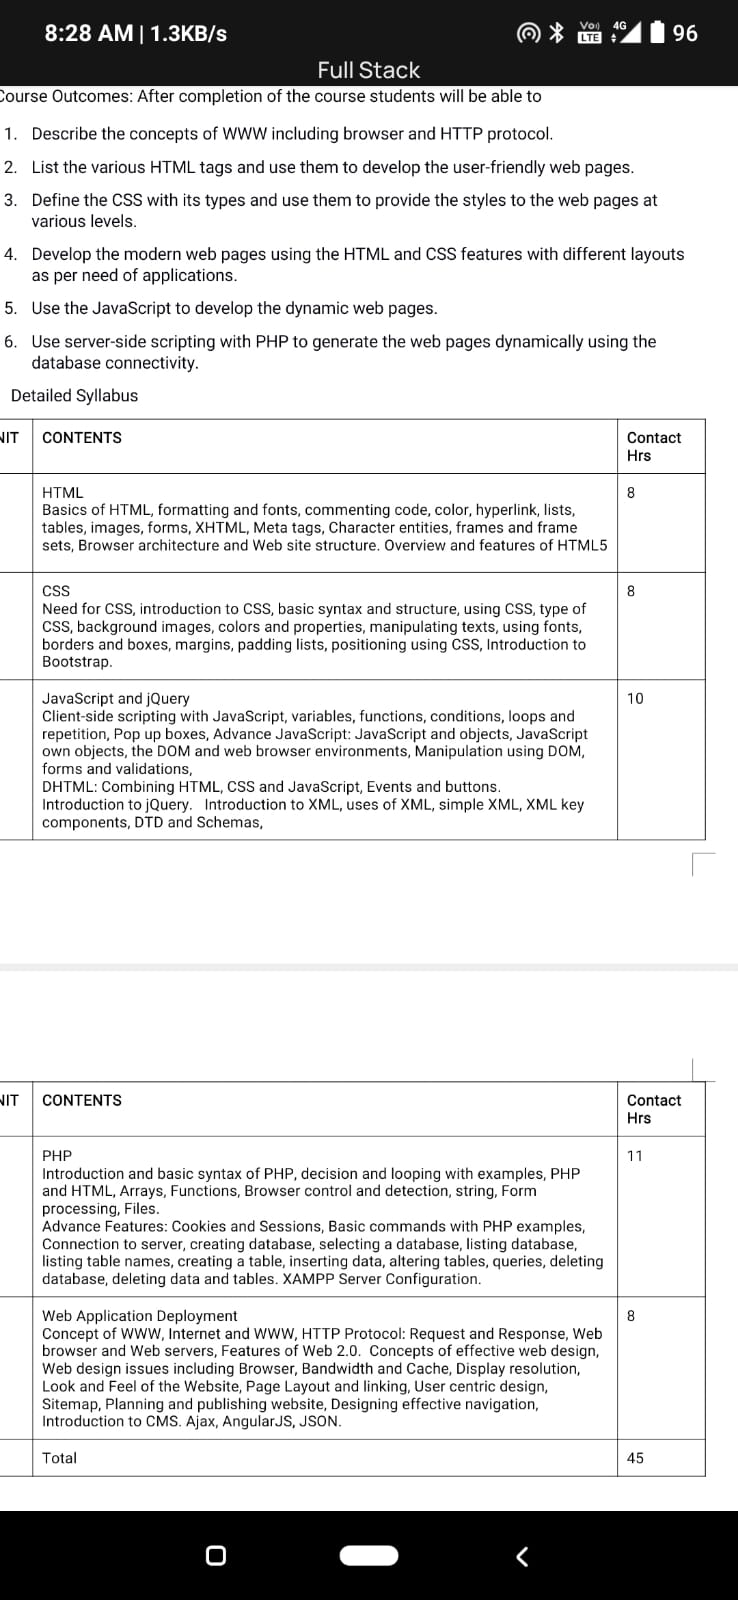 8:28 AM | 1.3KB/s
Vo))
LTE
4G
96
Full Stack
Course Outcomes: After completion of the course students will be able to
1. Describe the concepts of WWW including browser and HTTP protocol.
2. List the various HTML tags and use them to develop the user-friendly web pages.
3. Define the CSS with its types and use them to provide the styles to the web pages at
various levels.
4. Develop the modern web pages using the HTML and CSS features with different layouts
as per need of applications.
5. Use the JavaScript to develop the dynamic web pages.
6. Use server-side scripting with PHP to generate the web pages dynamically using the
database connectivity.
Detailed Syllabus
NIT CONTENTS Contact
Hrs
HTML 8
Basics of HTML, formatting and fonts, commenting code, color, hyperlink, lists,
tables, images, forms, XHTML, Meta tags, Character entities, frames and frame
sets, Browser architecture and Web site structure. Overview and features of HTML5
CSS 8
Need for CSS, introduction to CSS, basic syntax and structure, using CSS, type of
CSS, background images, colors and properties, manipulating texts, using fonts,
borders and boxes, margins, padding lists, positioning using CSS, Introduction to
Bootstrap.
JavaScript and jQuery 10
Client-side scripting with JavaScript, variables, functions, conditions, loops and
repetition, Pop up boxes, Advance JavaScript: JavaScript and objects, JavaScript
own objects, the DOM and web browser environments, Manipulation using DOM,
forms and validations,
DHTML: Combining HTML, CSS and JavaScript, Events and buttons.
Introduction to jQuery. Introduction to XML, uses of XML, simple XML, XML key
components, DTD and Schemas,
NIT CONTENTS Contact
Hrs
PHP 11
Introduction and basic syntax of PHP, decision and looping with examples, PHP
and HTML, Arrays, Functions, Browser control and detection, string, Form
processing, Files.
Advance Features: Cookies and Sessions, Basic commands with PHP examples,
Connection to server, creating database, selecting a database, listing database,
listing table names, creating a table, inserting data, altering tables, queries, deleting
database, deleting data and tables. XAMPP Server Configuration.
Web Application Deployment 8
Concept of WWW, Internet and WWW, HTTP Protocol: Request and Response, Web
browser and Web servers, Features of Web 2.0. Concepts of effective web design,
Web design issues including Browser, Bandwidth and Cache, Display resolution,
Look and Feel of the Website, Page Layout and linking, User centric design,
Sitemap, Planning and publishing website, Designing effective navigation,
Introduction to CMS. Ajax, AngularJS, JSON.
Total 45